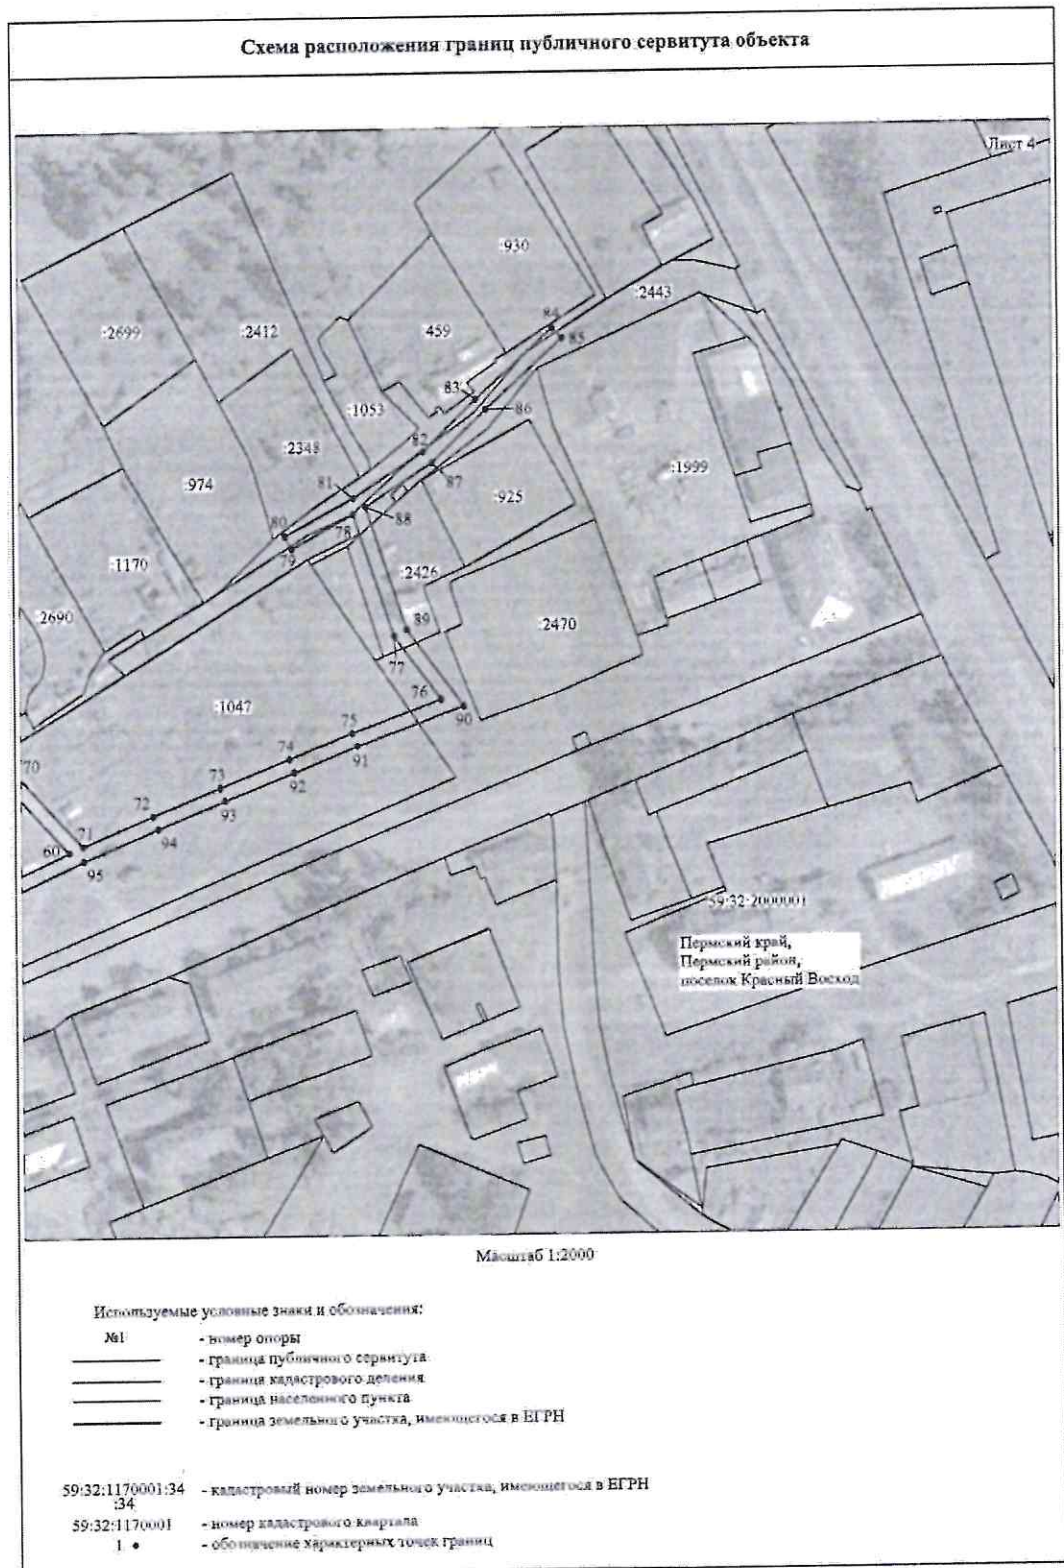 Схема расположения границ публичного сервитута объекта
Лист 4
:930
:2443
:2699
:2412
:459
84
85
83
86
:1053
82
:2348
81
87
:1999
:974
:925
80
78
88
79
:1170
:2426
:2690
89
:2470
77
76
:1047
90
75
91
74
70
92
73
93
72
94
71
60
95
59:32:2000001
Пермский край,
Пермский район,
поселок Красный Восход
Масштаб 1:2000
Используемые условные знаки и обозначения:
№1 - номер опоры
- граница публичного сервитута
- граница кадастрового деления
- граница населенного пункта
- граница земельного участка, имеющегося в ЕГРН
59:32:1170001:34 - кадастровый номер земельного участка, имеющегося в ЕГРН
:34
59:32:1170001 - номер кадастрового квартала
1 • - обозначение характерных точек границ